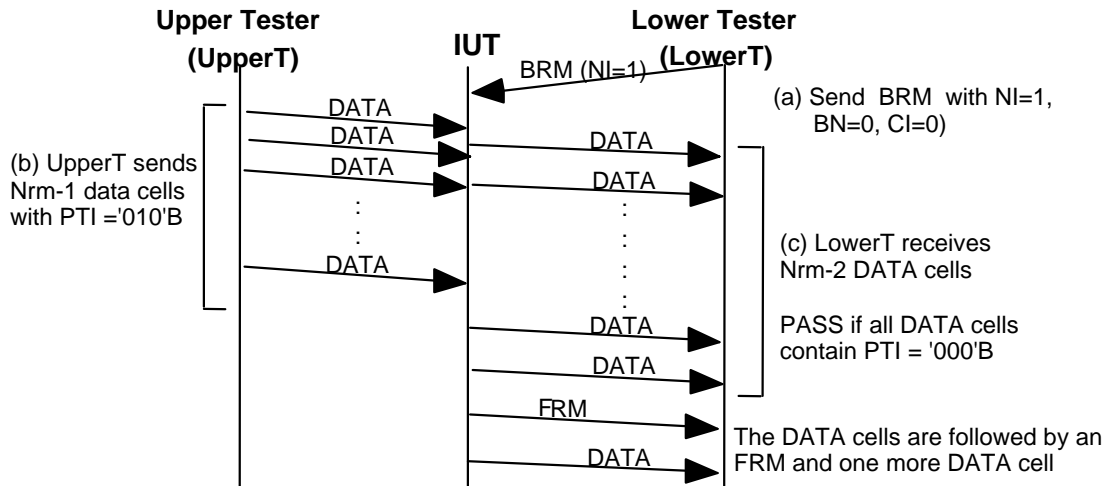 Upper Tester
(UpperT)
IUT
Lower Tester
(LowerT)
BRM (NI=1)
(a) Send BRM with NI=1,
BN=0, CI=0)
DATA
DATA
DATA
DATA
DATA
DATA
(b) UpperT sends
Nrm-1 data cells
with PTI ='010'B
:
:
:
:
:
:
(c) LowerT receives
Nrm-2 DATA cells
PASS if all DATA cells
contain PTI = '000'B
DATA
DATA
FRM
DATA
The DATA cells are followed by an
FRM and one more DATA cell